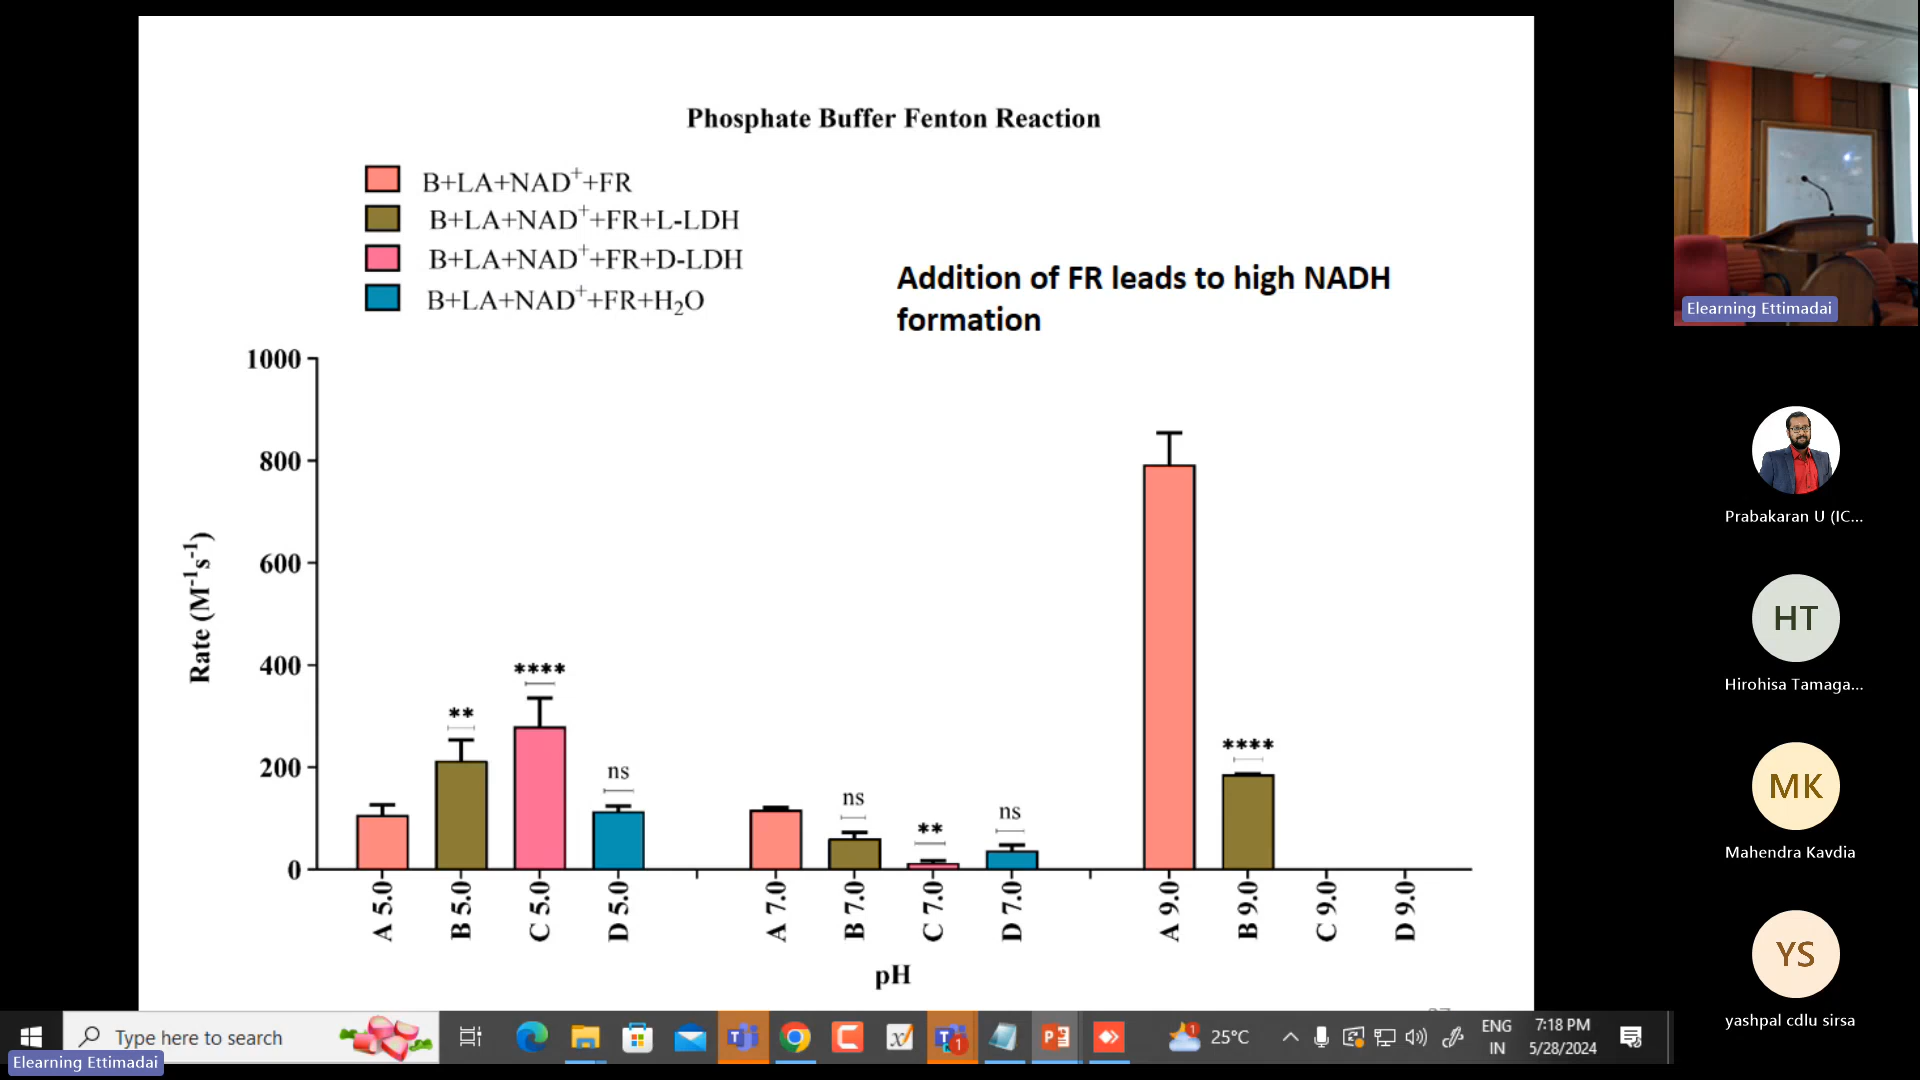 Phosphate Buffer Fenton Reaction
B+LA+NAD⁺+FR
B+LA+NAD⁺+FR+L-LDH
B+LA+NAD⁺+FR+D-LDH
B+LA+NAD⁺+FR+H₂O
Addition of FR leads to high NADH
formation
1000
800
600
400
200
0
Rate (M⁻¹s⁻¹)
**
****
ns
ns
**
ns
****
A 5.0
B 5.0
C 5.0
D 5.0
A 7.0
B 7.0
C 7.0
D 7.0
A 9.0
B 9.0
C 9.0
D 9.0
pH
Elearning Ettimadai
Prabakaran U (IC...
HT
Hirohisa Tamaga...
MK
Mahendra Kavdia
YS
yashpal cdlu sirsa
Type here to search
1
1
25°C
ENG
IN
7:18 PM
5/28/2024
Elearning Ettimadai